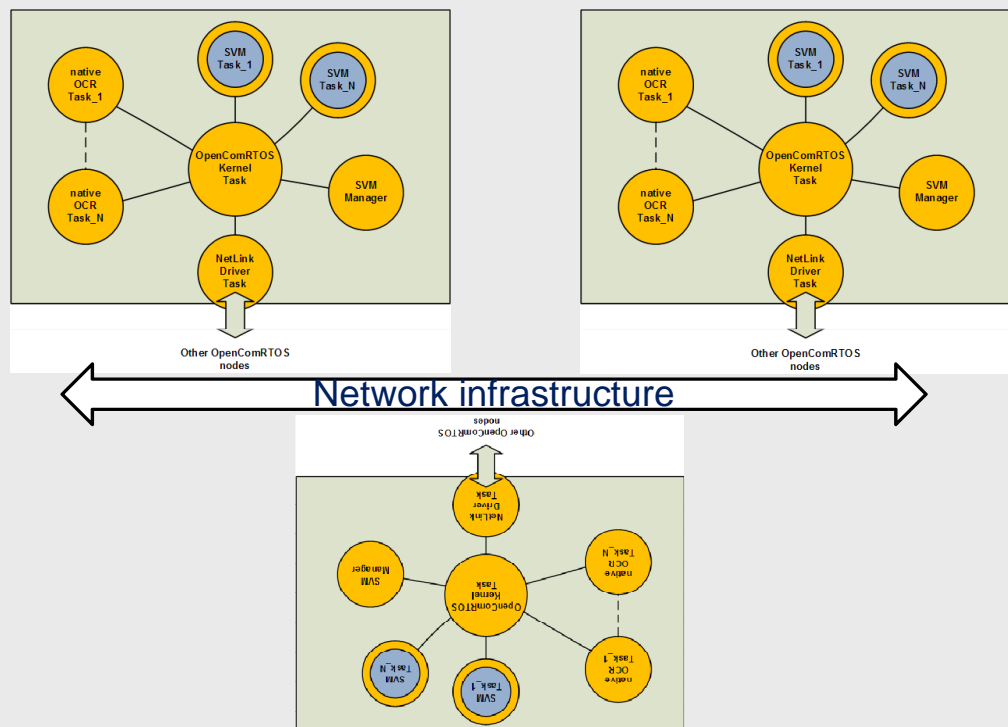 SVM
Task_1
SVM
Task_N
native
OCR
Task_1
OpenComRTOS
Kernel
Task
native
OCR
Task_N
SVM
Manager
NetLink
Driver
Task
Other OpenComRTOS
nodes
SVM
Task_1
SVM
Task_N
native
OCR
Task_1
OpenComRTOS
Kernel
Task
native
OCR
Task_N
SVM
Manager
NetLink
Driver
Task
Other OpenComRTOS
nodes
Network infrastructure
Other OpenComRTOS
nodes
NetLink
Driver
Task
SVM
Manager
OpenComRTOS
Kernel
Task
native
OCR
Task_N
SVM
Task_N
SVM
Task_1
native
OCR
Task_1